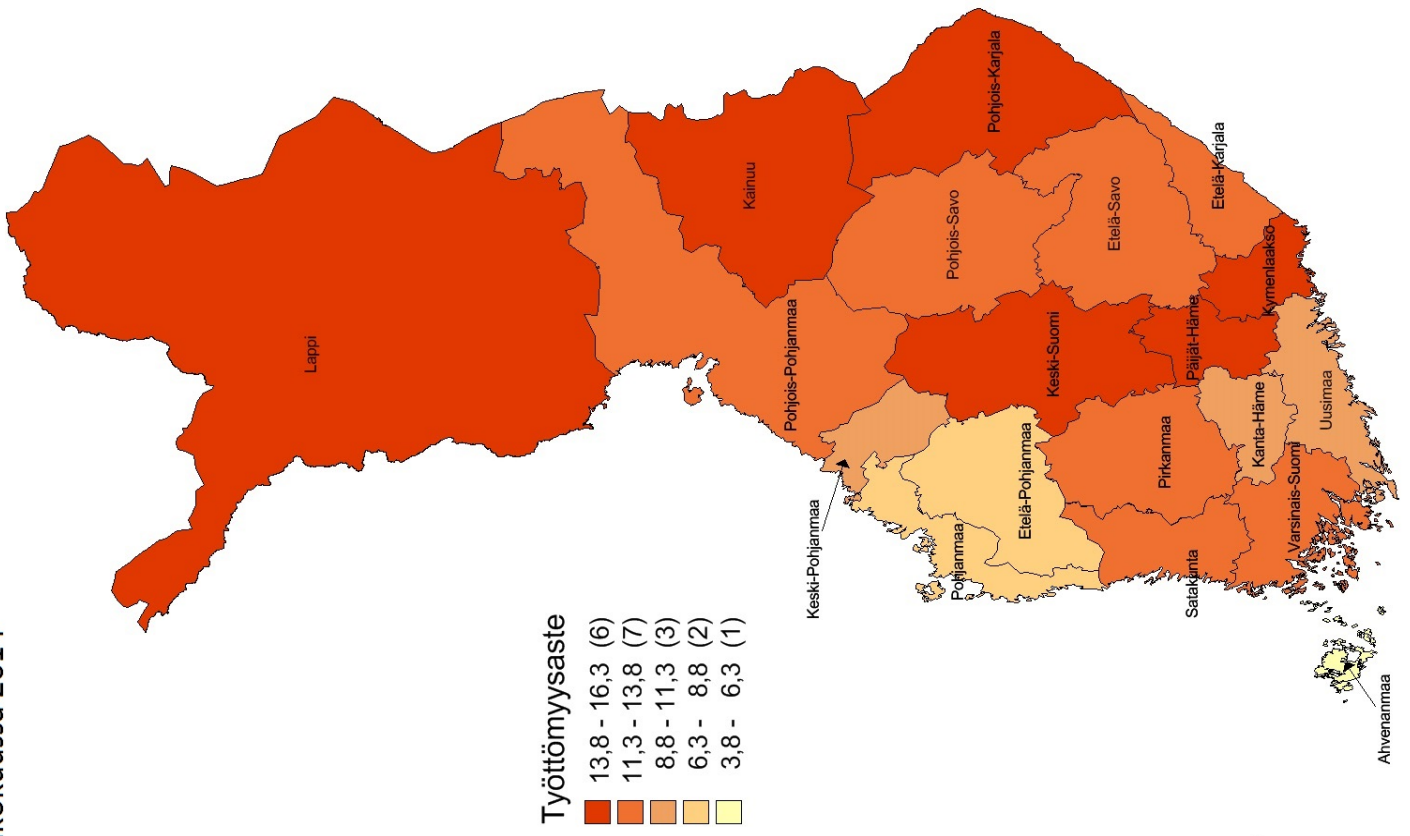 2014
Lappi
Kainuu
Pohjois-Pohjanmaa
Keski-Pohjanmaa
Pohjanmaa
Etelä-Pohjanmaa
Keski-Suomi
Pohjois-Savo
Pohjois-Karjala
Etelä-Savo
Etelä-Karjala
Kymenlaakso
Päijät-Häme
Pirkanmaa
Kanta-Häme
Uusimaa
Satakunta
Varsinais-Suomi
Ahvenanmaa
Työttömyysaste
13,8 - 16,3 (6)
11,3 - 13,8 (7)
8,8 - 11,3 (3)
6,3 - 8,8 (2)
3,8 - 6,3 (1)